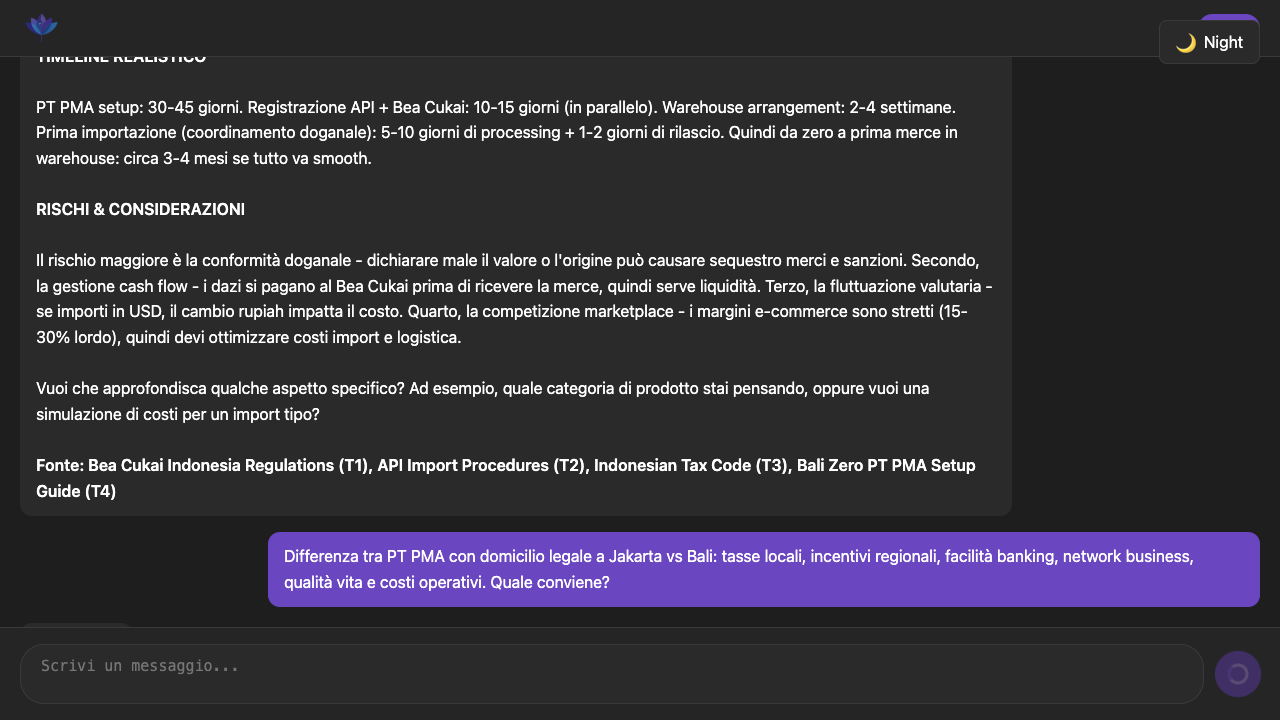 🌙 Night
TIMELINE REALISTICO
PT PMA setup: 30-45 giorni. Registrazione API + Bea Cukai: 10-15 giorni (in parallelo). Warehouse arrangement: 2-4 settimane.
Prima importazione (coordinamento doganale): 5-10 giorni di processing + 1-2 giorni di rilascio. Quindi da zero a prima merce in
warehouse: circa 3-4 mesi se tutto va smooth.
RISCHI & CONSIDERAZIONI
Il rischio maggiore è la conformità doganale - dichiarare male il valore o l'origine può causare sequestro merci e sanzioni. Secondo,
la gestione cash flow - i dazi si pagano al Bea Cukai prima di ricevere la merce, quindi serve liquidità. Terzo, la fluttuazione valutaria -
se importi in USD, il cambio rupiah impatta il costo. Quarto, la competizione marketplace - i margini e-commerce sono stretti (15-
30% lordo), quindi devi ottimizzare costi import e logistica.
Vuoi che approfondisca qualche aspetto specifico? Ad esempio, quale categoria di prodotto stai pensando, oppure vuoi una
simulazione di costi per un import tipo?
Fonte: Bea Cukai Indonesia Regulations (T1), API Import Procedures (T2), Indonesian Tax Code (T3), Bali Zero PT PMA Setup
Guide (T4)
Differenza tra PT PMA con domicilio legale a Jakarta vs Bali: tasse locali, incentivi regionali, facilità banking, network business,
qualità vita e costi operativi. Quale conviene?
Scrivi un messaggio...